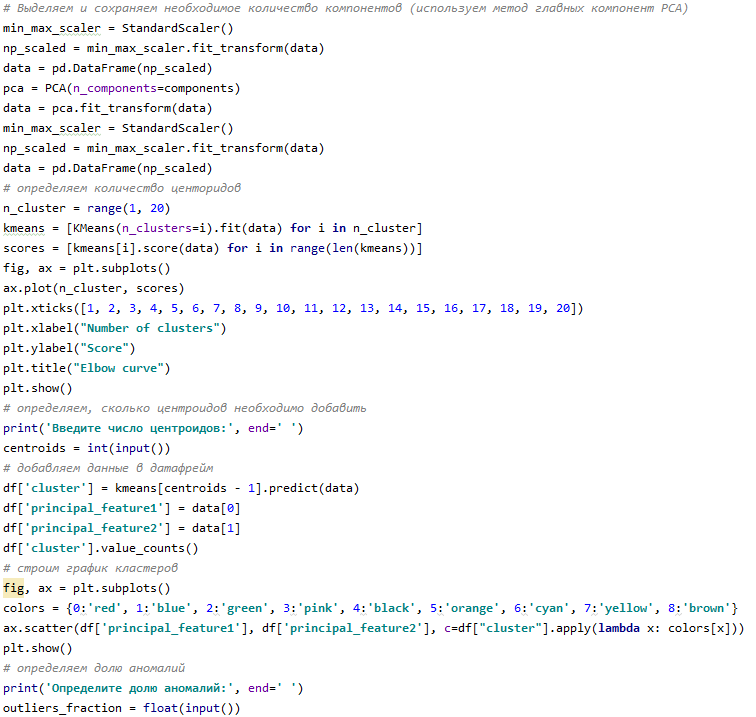 # Выделяем и сохраняем необходимое количество компонентов (используем метод главных компонент PCA)
min_max_scaler = StandardScaler()
np_scaled = min_max_scaler.fit_transform(data)
data = pd.DataFrame(np_scaled)
pca = PCA(n_components=components)
data = pca.fit_transform(data)
min_max_scaler = StandardScaler()
np_scaled = min_max_scaler.fit_transform(data)
data = pd.DataFrame(np_scaled)
# определяем количество центоридов
n_cluster = range(1, 20)
kmeans = [KMeans(n_clusters=i).fit(data) for i in n_cluster]
scores = [kmeans[i].score(data) for i in range(len(kmeans))]
fig, ax = plt.subplots()
ax.plot(n_cluster, scores)
plt.xticks([1, 2, 3, 4, 5, 6, 7, 8, 9, 10, 11, 12, 13, 14, 15, 16, 17, 18, 19, 20])
plt.xlabel("Number of clusters")
plt.ylabel("Score")
plt.title("Elbow curve")
plt.show()
# определяем, сколько центроидов необходимо добавить
print('Введите число центроидов:', end=' ')
centroids = int(input())
# добавляем данные в датафрейм
df['cluster'] = kmeans[centroids - 1].predict(data)
df['principal_feature1'] = data[0]
df['principal_feature2'] = data[1]
df['cluster'].value_counts()
# строим график кластеров
fig, ax = plt.subplots()
colors = {0:'red', 1:'blue', 2:'green', 3:'pink', 4:'black', 5:'orange', 6:'cyan', 7:'yellow', 8:'brown'}
ax.scatter(df['principal_feature1'], df['principal_feature2'], c=df["cluster"].apply(lambda x: colors[x]))
plt.show()
# определяем долю аномалий
print('Определите долю аномалий:', end=' ')
outliers_fraction = float(input())